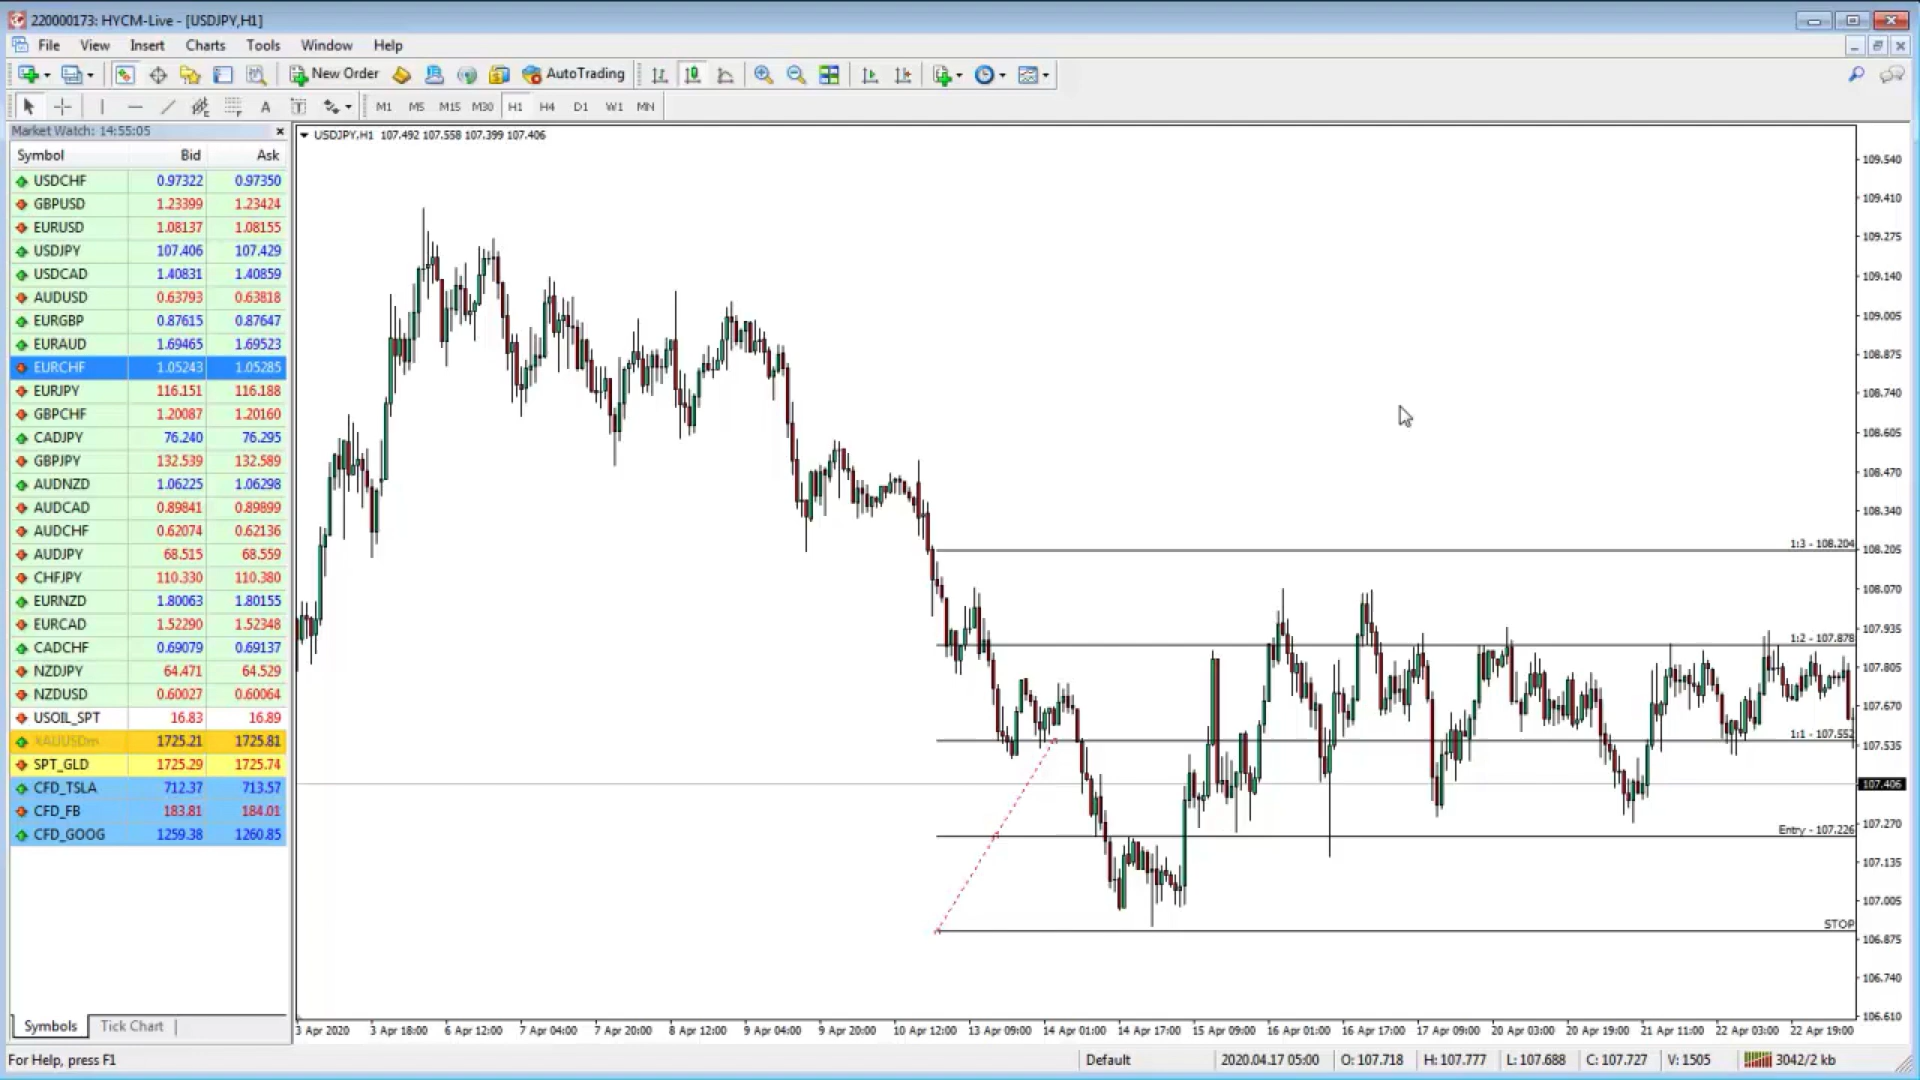 220000173: HYCM-Live - [USDJPY,H1]
File View Insert Charts Tools Window Help
New Order AutoTrading
A T M1 M5 M15 M30 H1 H4 D1 W1 MN
Market Watch: 14:55:05
Symbol Bid Ask
USDCHF 0.97322 0.97350
GBPUSD 1.23399 1.23424
EURUSD 1.08137 1.08155
USDJPY 107.406 107.429
USDCAD 1.40831 1.40859
AUDUSD 0.63793 0.63818
EURGBP 0.87615 0.87647
EURAUD 1.69465 1.69523
EURCHF 1.05243 1.05285
EURJPY 116.151 116.188
GBPCHF 1.20087 1.20160
CADJPY 76.240 76.295
GBPJPY 132.539 132.589
AUDNZD 1.06225 1.06298
AUDCAD 0.89841 0.89899
AUDCHF 0.62074 0.62136
AUDJPY 68.515 68.559
CHFJPY 110.330 110.380
EURNZD 1.80063 1.80155
EURCAD 1.52290 1.52348
CADCHF 0.69079 0.69137
NZDJPY 64.471 64.529
NZDUSD 0.60027 0.60064
USOIL_SPT 16.83 16.89
XAUUSDm 1725.21 1725.81
SPT_GLD 1725.29 1725.74
CFD_TSLA 712.37 713.57
CFD_FB 183.81 184.01
CFD_GOOG 1259.38 1260.85
Symbols Tick Chart
USDJPY,H1 107.492 107.558 107.399 107.406
1:3 - 108.204
1:2 - 107.878
1:1 - 107.552
Entry - 107.226
STOP
109.540
109.410
109.275
109.140
109.005
108.875
108.740
108.605
108.470
108.340
108.205
108.070
107.935
107.805
107.670
107.535
107.406
107.270
107.135
107.005
106.875
106.740
106.610
3 Apr 2020 3 Apr 18:00 6 Apr 12:00 7 Apr 04:00 7 Apr 20:00 8 Apr 12:00 9 Apr 04:00 9 Apr 20:00 10 Apr 12:00 13 Apr 09:00 14 Apr 01:00 14 Apr 17:00 15 Apr 09:00 16 Apr 01:00 16 Apr 17:00 17 Apr 09:00 20 Apr 03:00 20 Apr 19:00 21 Apr 11:00 22 Apr 03:00 22 Apr 19:00
For Help, press F1 Default 2020.04.17 05:00 O: 107.718 H: 107.777 L: 107.688 C: 107.727 V: 1505 3042/2 kb